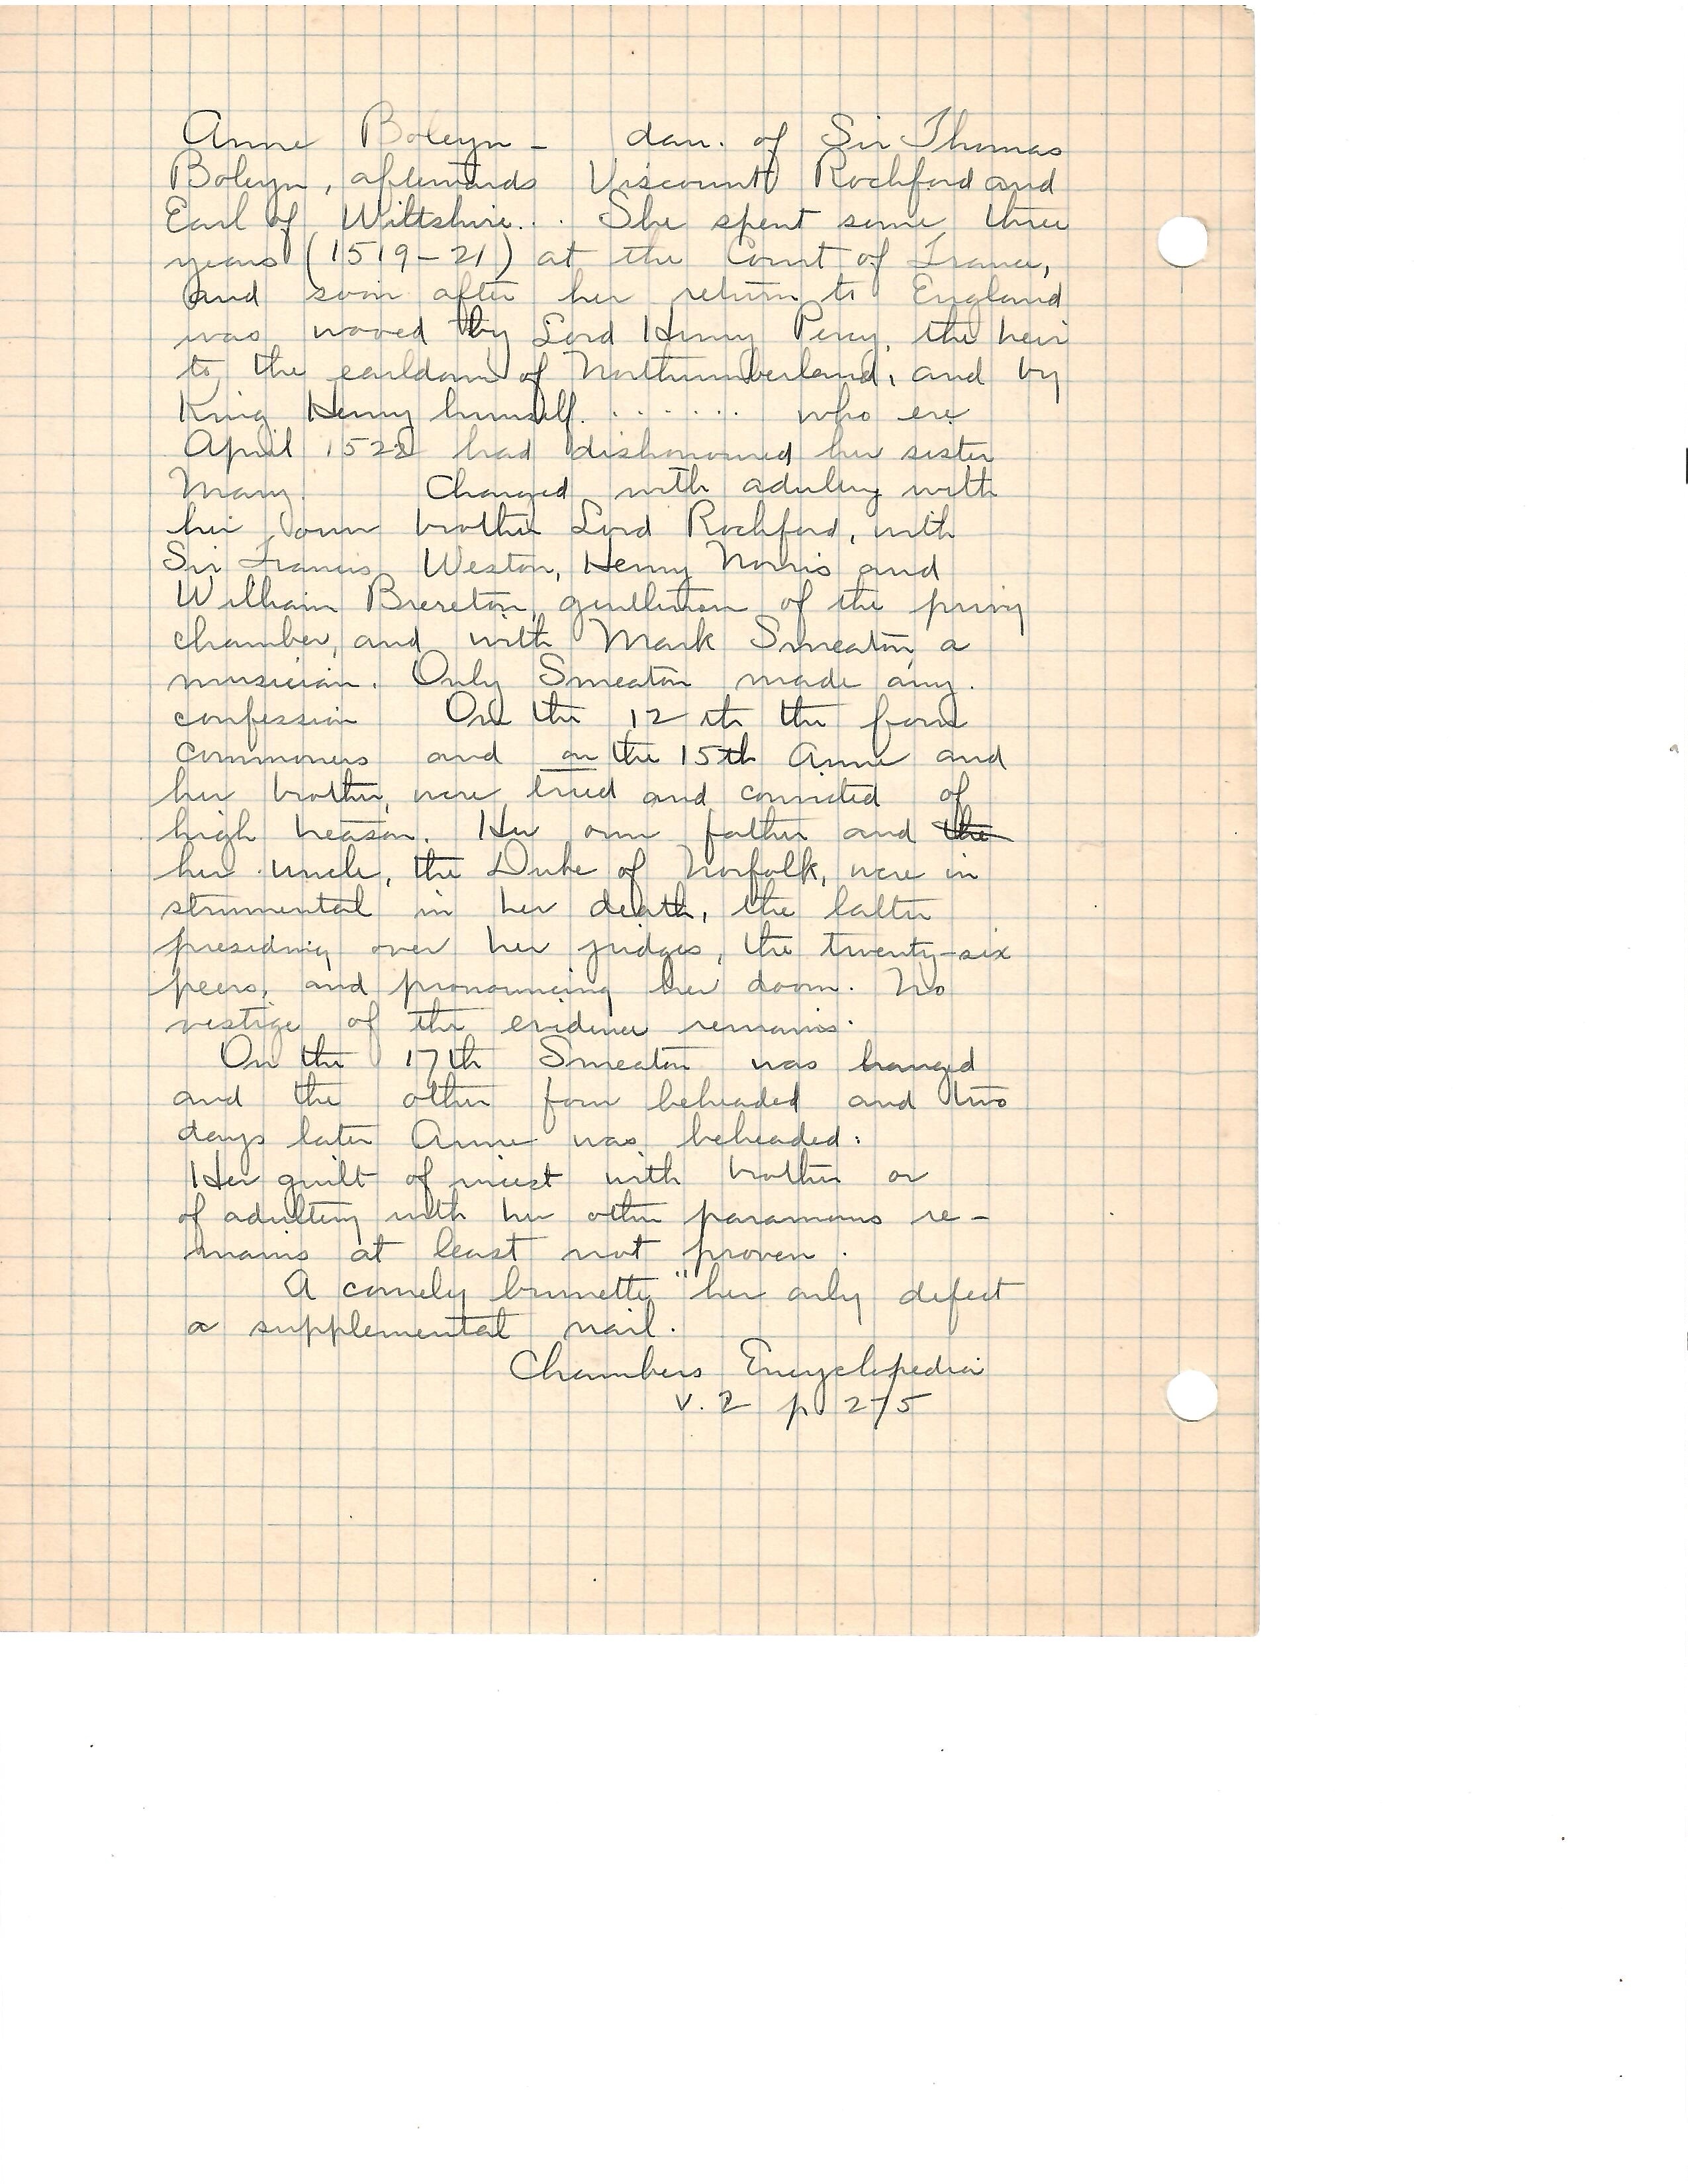 Anne Boleyn - dau. of Sir Thomas
Boleyn, afterwards Viscount Rochford and
Earl of Wiltshire... She spent some three
years (1519-21) at the Court of France,
and soon after her return to England
was wooed by Lord Henry Percy, the heir
to the earldom of Northumberland, and by
King Henry himself....... who ere
April 1522 had dishonoured her sister
Mary. Charged with adultery with
her own brother Lord Rochford, with
Sir Francis Weston, Henry Norris and
William Brereton, gentlemen of the privy
chamber, and with Mark Smeaton, a
musician. Only Smeaton made any
confession On the 12th the four
commoners and on the 15th Anne and
her brother, were tried and convicted of
high treason. Her own father and the
her uncle, the Duke of Norfolk, were in
strumental in her death, the latter
presiding over her judges, the twenty-six
peers, and pronouncing her doom. No
vestige of the evidence remains.
On the 17th Smeaton was hanged
and the other four beheaded and two
days later Anne was beheaded.
Her guilt of incest with brother or
of adultery with her other paramours re-
mains at least not proven.
A comely brunette "her only defect
a supplemental nail.
Chambers Encyclopedia
v. 2 p 275